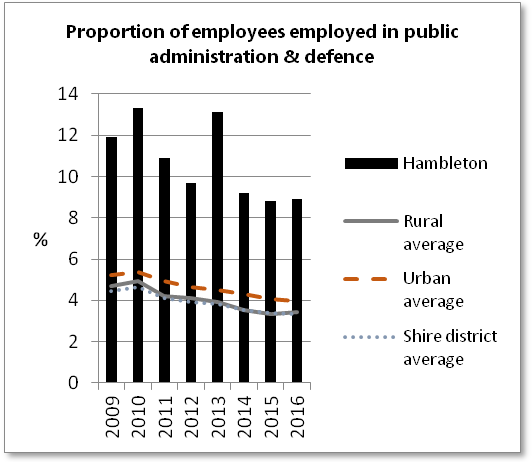 Proportion of employees employed in public
administration & defence
14
12
10
8
6
4
2
0
%
2009
2010
2011
2012
2013
2014
2015
2016
Hambleton
Rural
average
Urban
average
Shire district
average